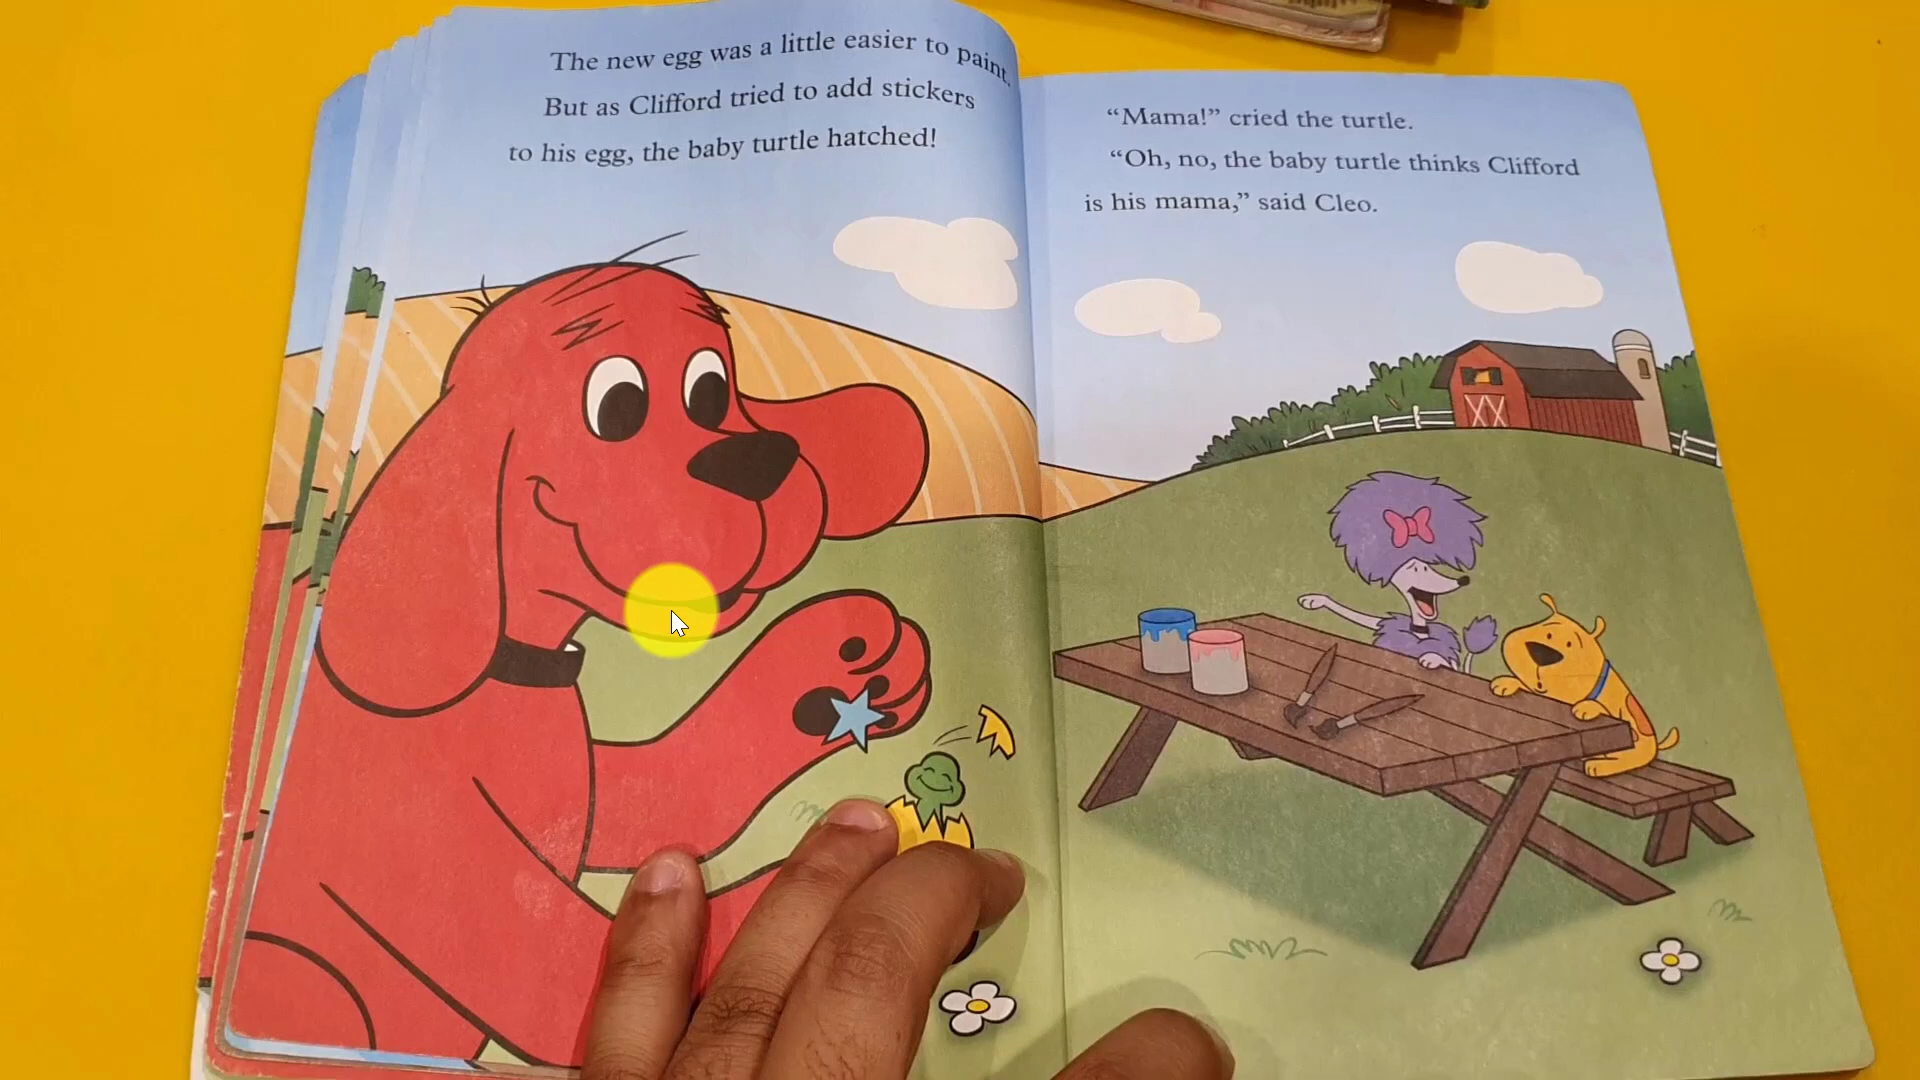 The new egg was a little easier to paint.
But as Clifford tried to add stickers
to his egg, the baby turtle hatched!
“Mama!” cried the turtle.
“Oh, no, the baby turtle thinks Clifford
is his mama,” said Cleo.